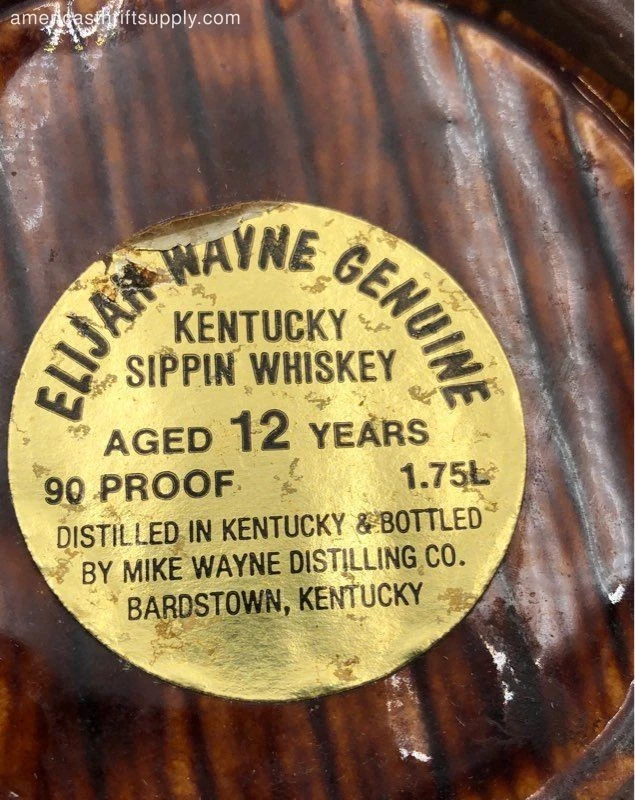 americasthriftsupply.com
ELIJAH WAYNE GENUINE
KENTUCKY
SIPPIN WHISKEY
AGED 12 YEARS
90 PROOF 1.75L
DISTILLED IN KENTUCKY & BOTTLED
BY MIKE WAYNE DISTILLING CO.
BARDSTOWN, KENTUCKY